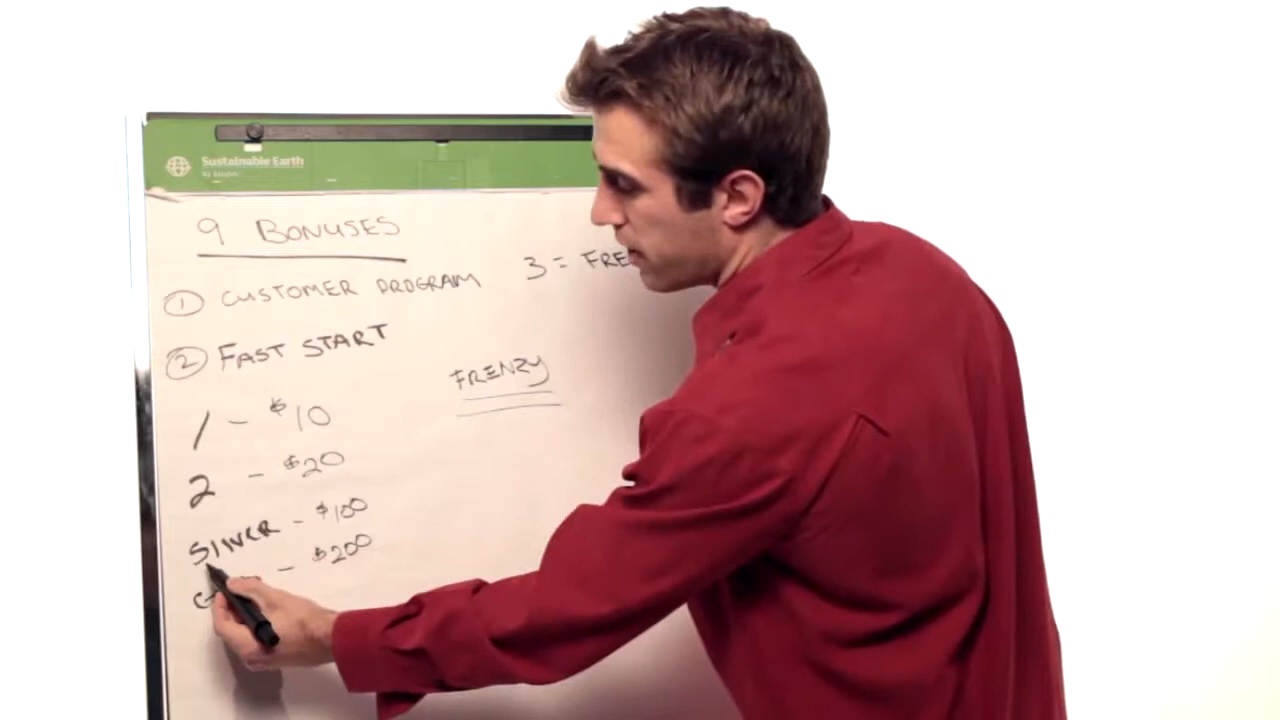 Sustainable Earth
9 BONUSES
① CUSTOMER PROGRAM
3 = FRE
② FAST START
FRENZY
1 - $10
2 - $20
SILVER - $100
- $200